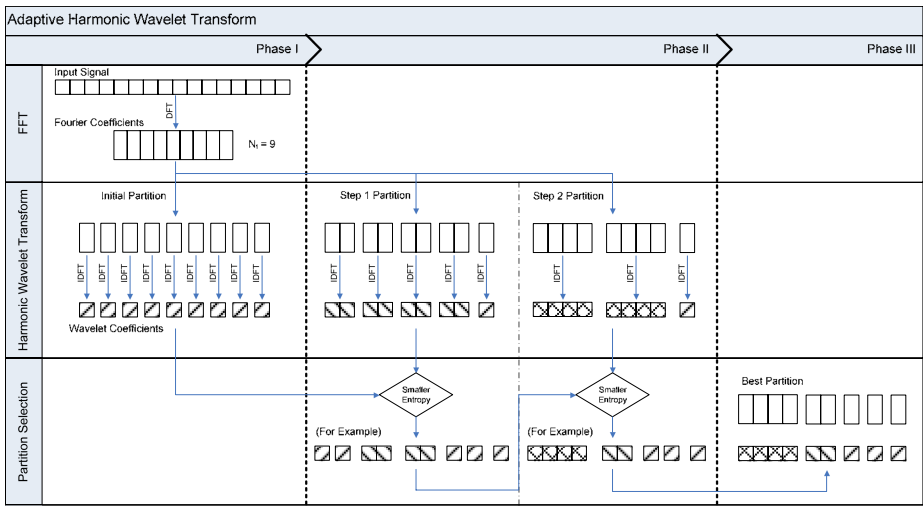 Adaptive Harmonic Wavelet Transform
Phase I
Phase II
Phase III
FFT
Input Signal
DFT
Fourier Coefficients
N₁ = 9
Harmonic Wavelet Transform
Initial Partition
Step 1 Partition
Step 2 Partition
IDFT IDFT IDFT IDFT IDFT IDFT IDFT IDFT IDFT
IDFT IDFT IDFT IDFT IDFT
IDFT IDFT IDFT
Wavelet Coefficients
Partition Selection
Smaller
Entropy
(For Example)
Smaller
Entropy
(For Example)
Best Partition